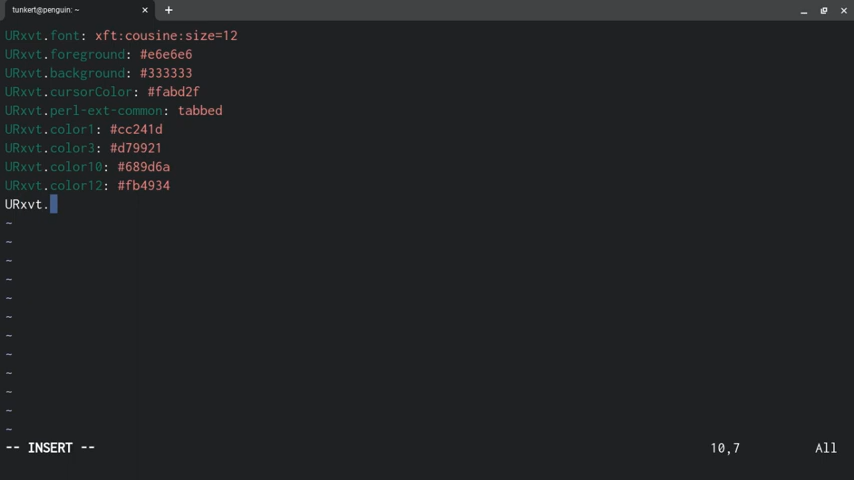 tunkert@penguin: ~
URxvt.font: xft:cousine:size=12
URxvt.foreground: #e6e6e6
URxvt.background: #333333
URxvt.cursorColor: #fabd2f
URxvt.perl-ext-common: tabbed
URxvt.color1: #cc241d
URxvt.color3: #d79921
URxvt.color10: #689d6a
URxvt.color12: #fb4934
URxvt.
~
~
~
~
~
~
~
~
~
~
~
~
-- INSERT -- 10,7 All